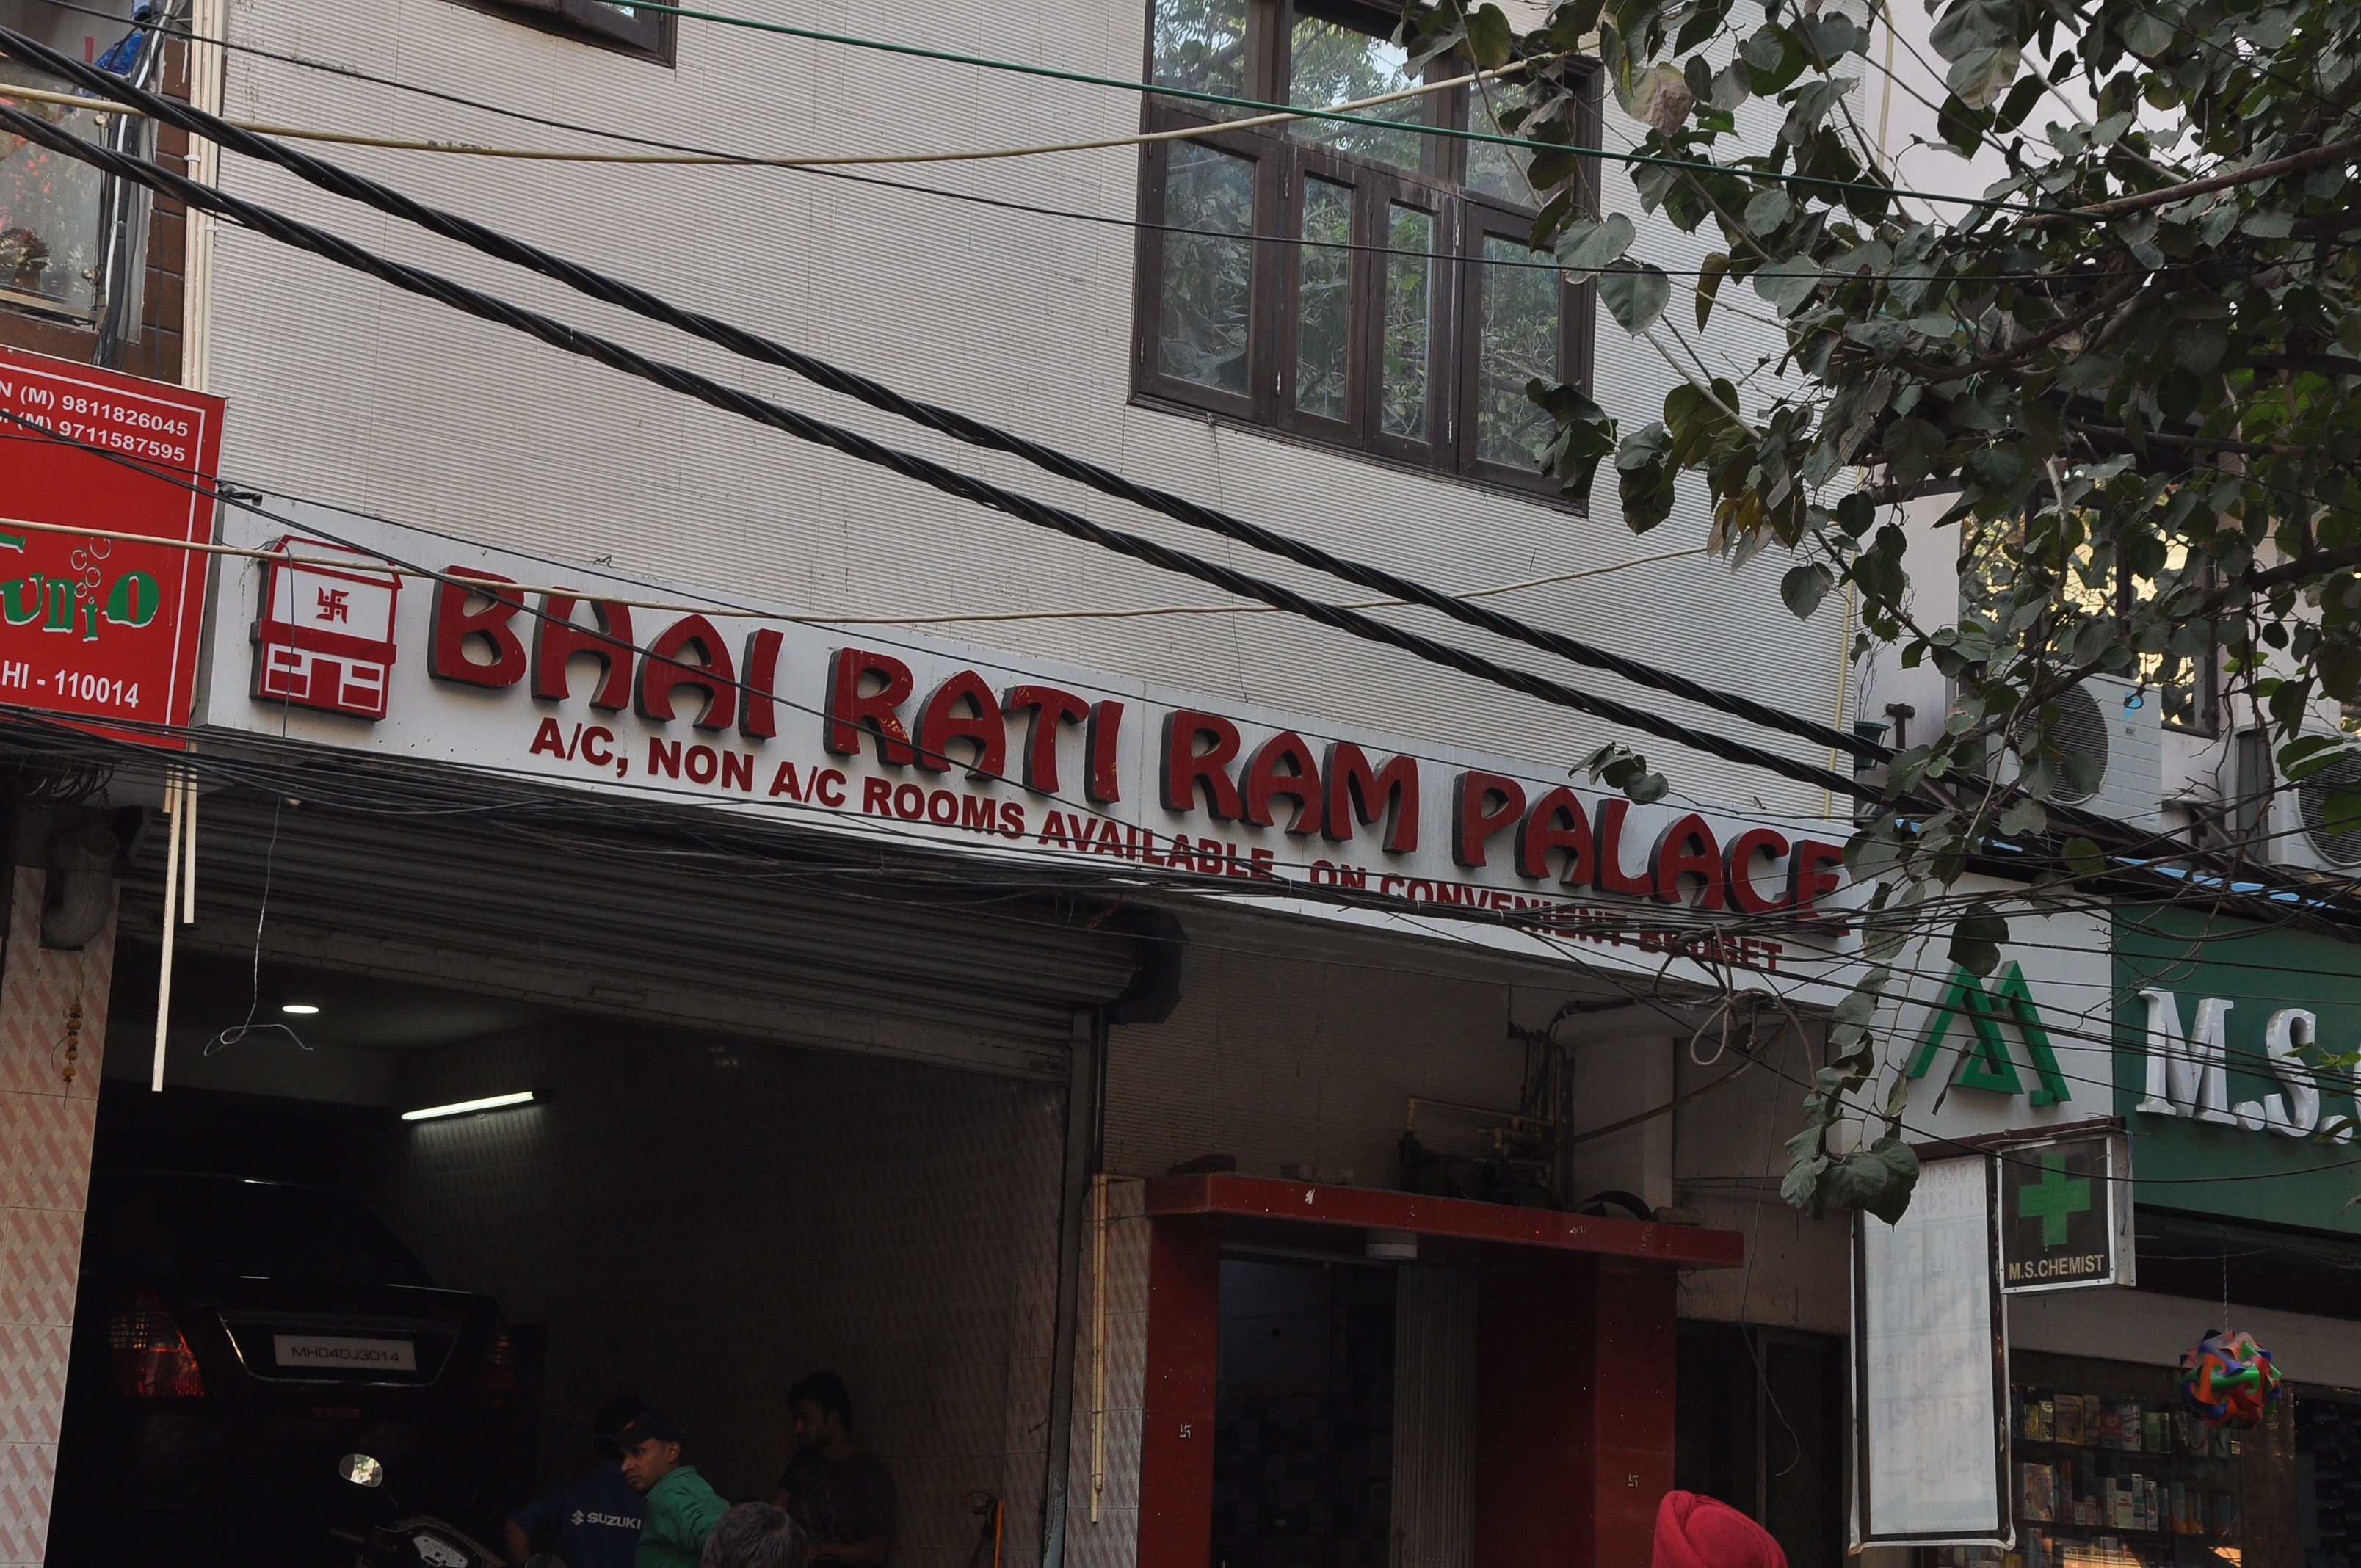 N (M) 9811826045
(M) 9711587595
HI - 110014
BHAI RATI RAM PALACE
A/C, NON A/C ROOMS AVAILABLE ON CONVENIENT BUDGET
M.S.
M.S.CHEMIST
MH04DJ3014
SUZUKI